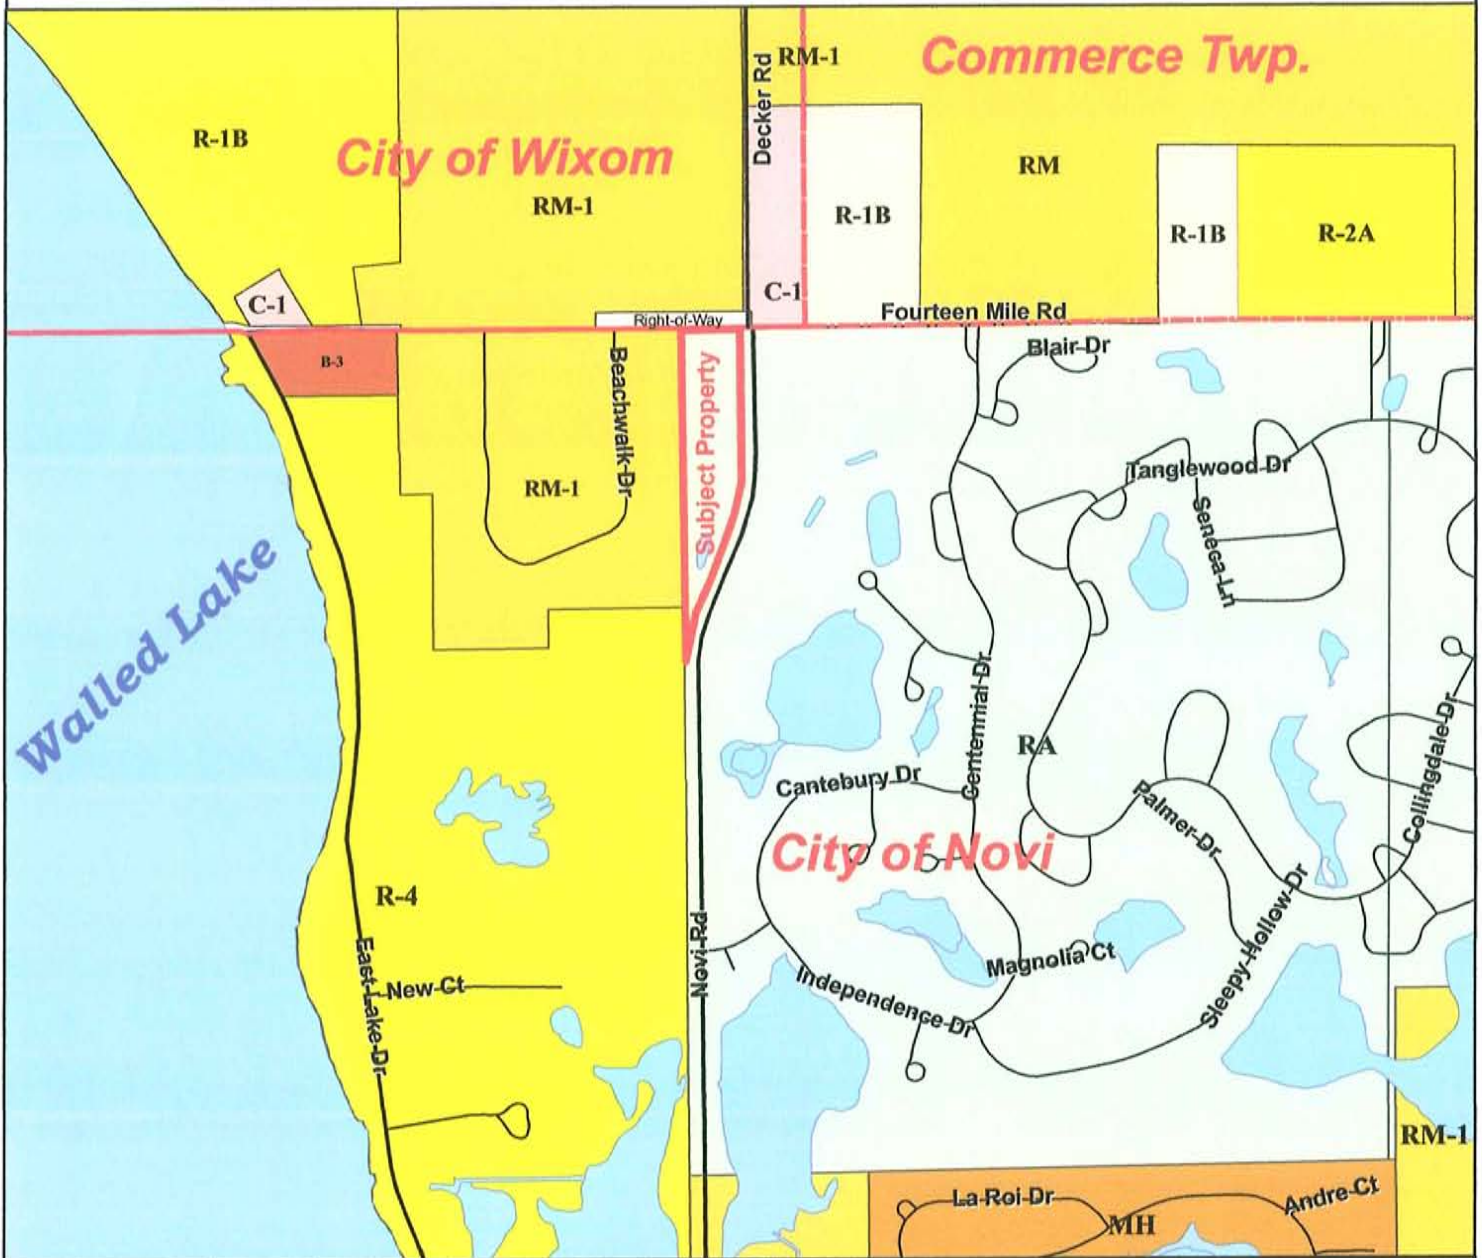 Commerce Twp.
RM-1
Decker Rd
R-1B
City of Wixom
RM-1
RM
R-1B
R-1B
R-2A
C-1
C-1
Fourteen Mile Rd
Right-of-Way
Blair Dr
B-3
Beachwalk Dr
Subject Property
RM-1
Tanglewood Dr
Seneca Ln
Walled Lake
Centennial Dr
RA
Cantebury Dr
Palmer Dr
Collingdale Dr
City of Novi
R-4
Novi Rd
East Lake Dr
New Ct
Magnolia Ct
Independence Dr
Sleepy Hollow Dr
RM-1
La Roi Dr
Andre Ct
MH